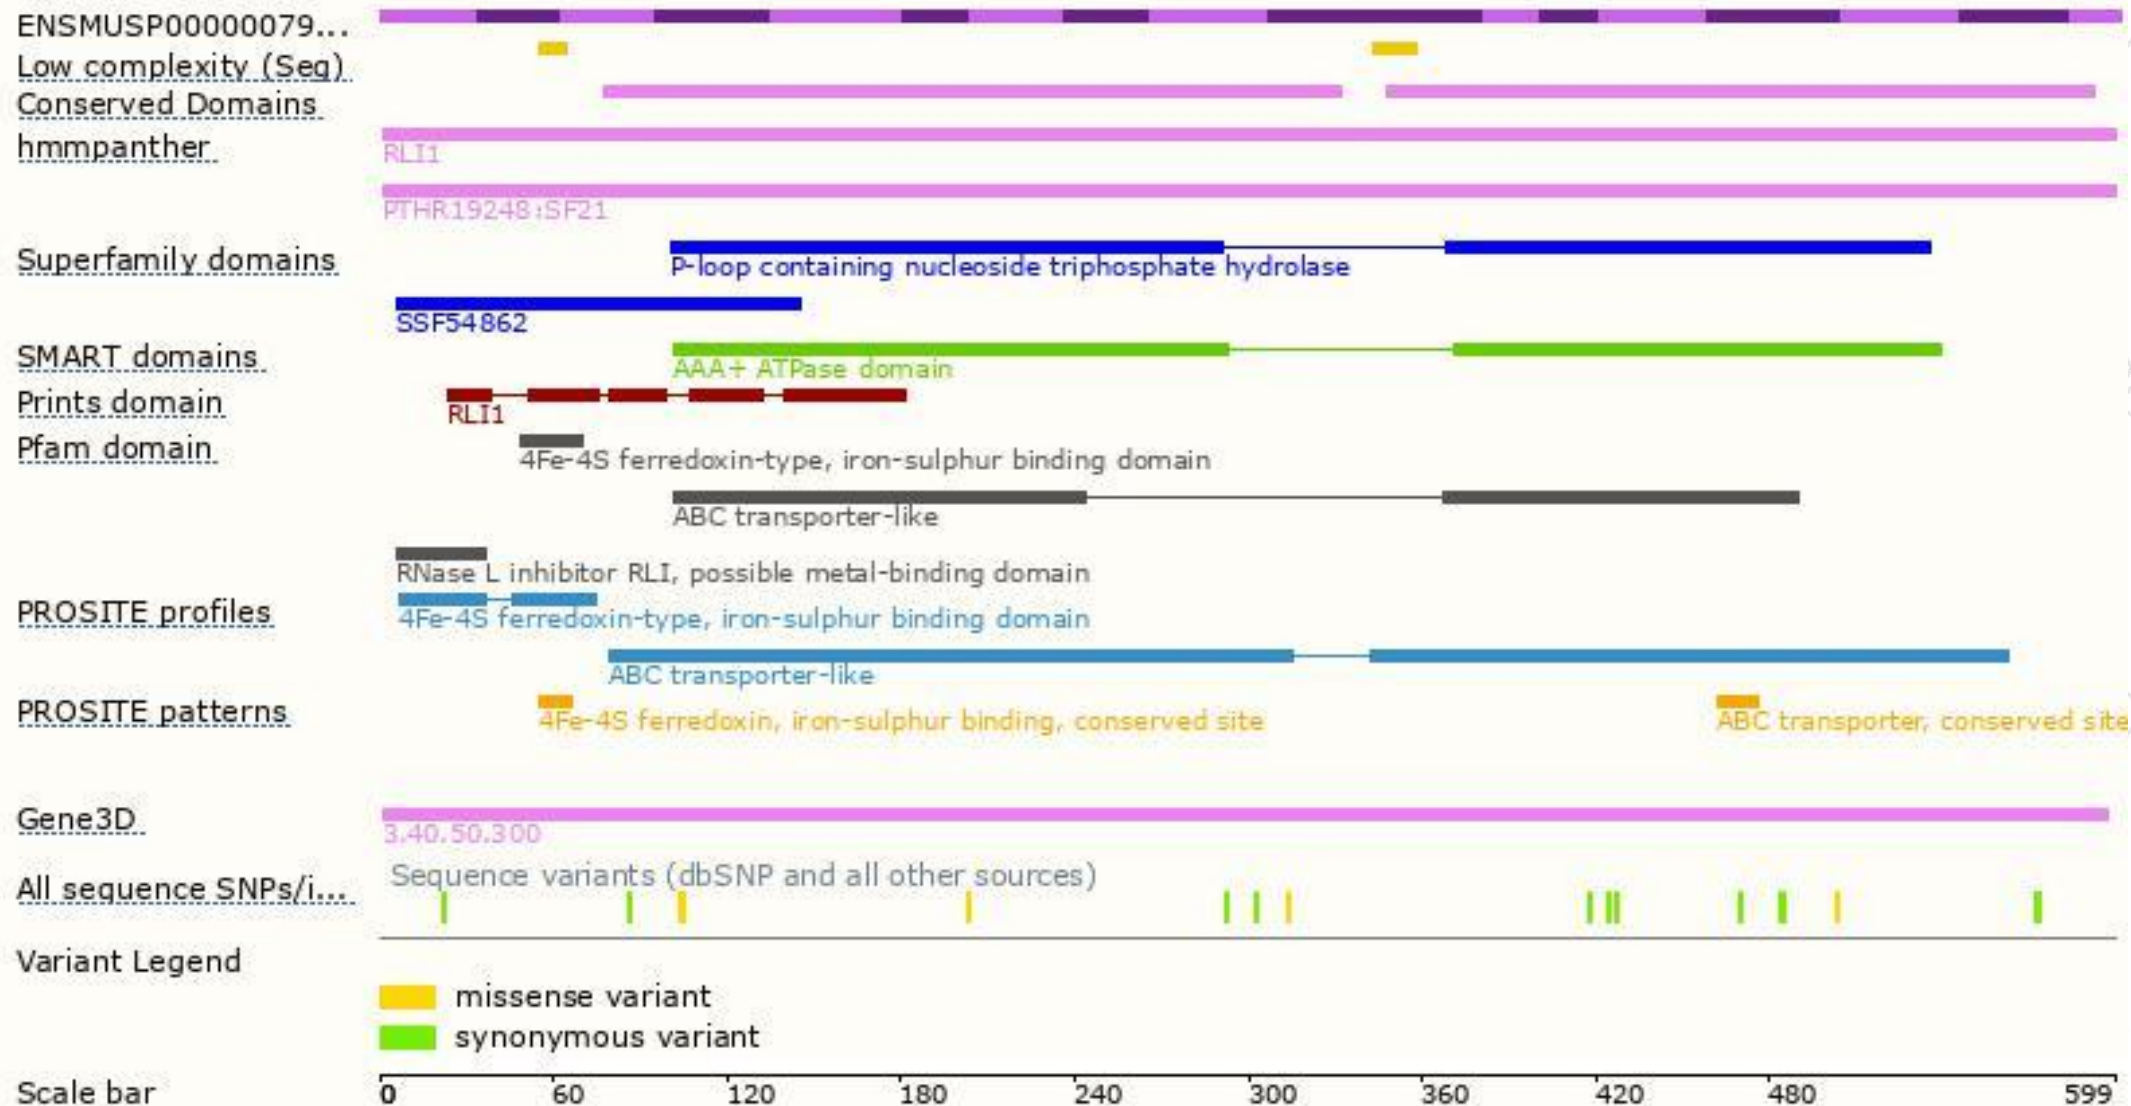 ENSMUSP00000079...
Low complexity (Seg)
Conserved Domains
hmmpanther
RLI1
PTHR19248:SF21
Superfamily domains
P-loop containing nucleoside triphosphate hydrolase
SSF54862
SMART domains
AAA+ ATPase domain
Prints domain
RLI1
Pfam domain
4Fe-4S ferredoxin-type, iron-sulphur binding domain
ABC transporter-like
RNase L inhibitor RLI, possible metal-binding domain
PROSITE profiles
4Fe-4S ferredoxin-type, iron-sulphur binding domain
ABC transporter-like
PROSITE patterns
4Fe-4S ferredoxin, iron-sulphur binding, conserved site
ABC transporter, conserved site
Gene3D
3.40.50.300
Sequence variants (dbSNP and all other sources)
All sequence SNPs/i...
Variant Legend
missense variant
synonymous variant
Scale bar 0 60 120 180 240 300 360 420 480 599